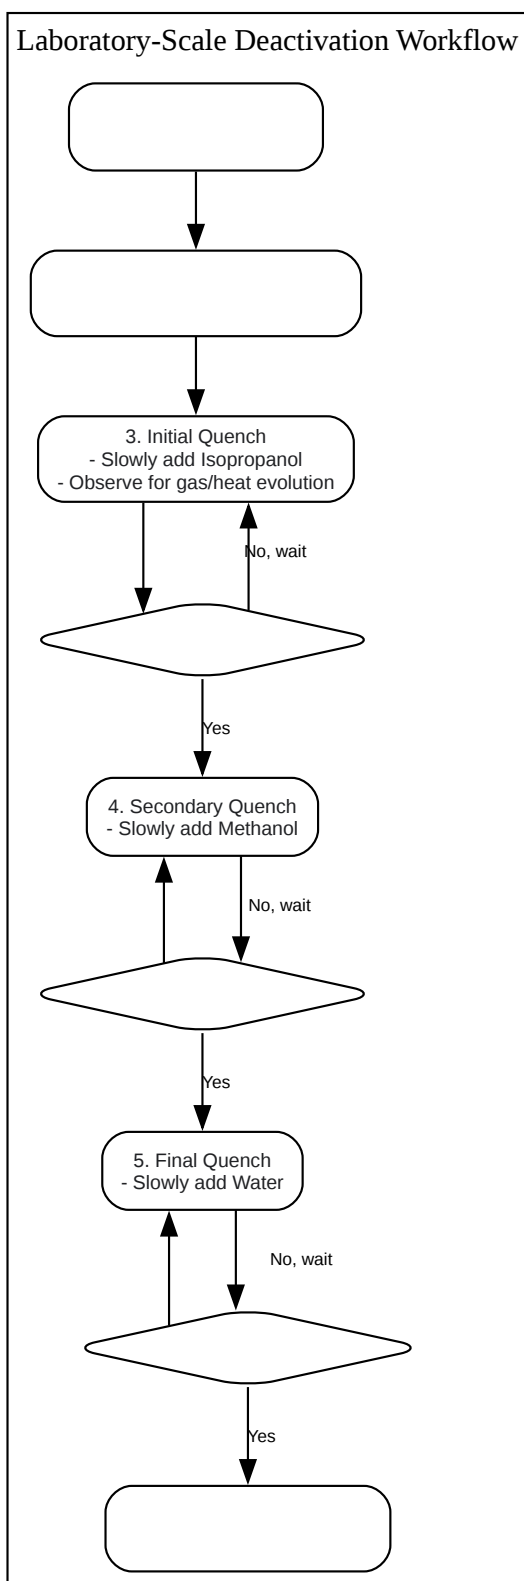 Laboratory-Scale Deactivation Workflow
3. Initial Quench
- Slowly add Isopropanol
- Observe for gas/heat evolution
No, wait
Yes
4. Secondary Quench
- Slowly add Methanol
No, wait
Yes
5. Final Quench
- Slowly add Water
No, wait
Yes